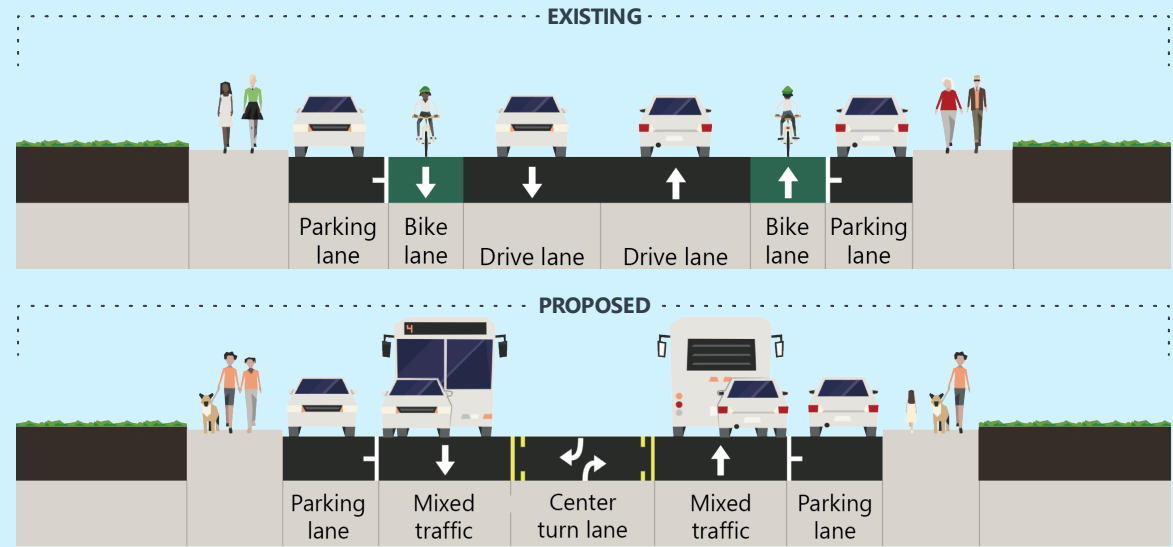 EXISTING
Parking
lane
Bike
lane
Drive lane
Drive lane
Bike
lane
Parking
lane
PROPOSED
4
Parking
lane
Mixed
traffic
Center
turn lane
Mixed
traffic
Parking
lane